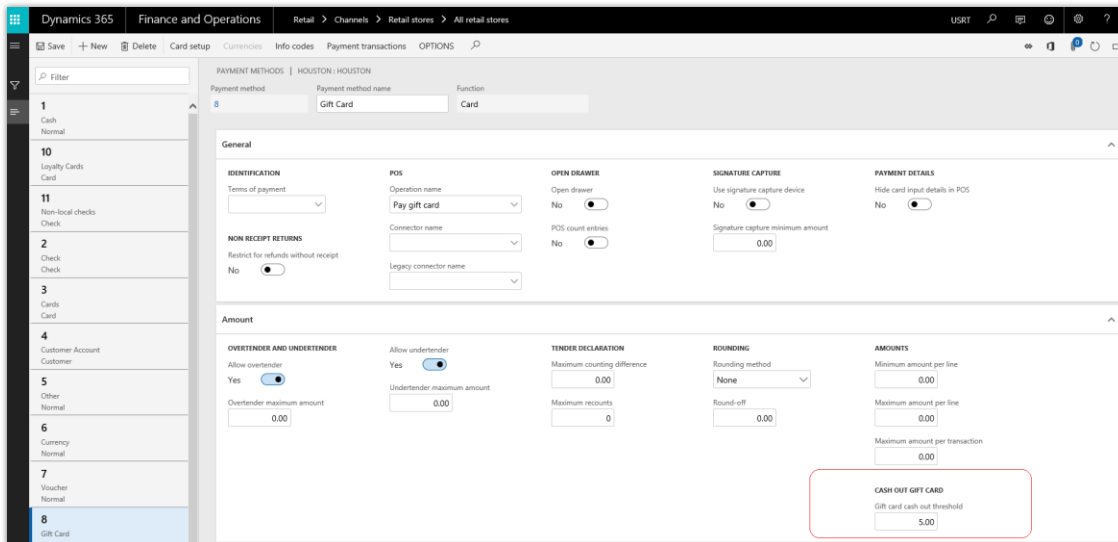 Dynamics 365 Finance and Operations Retail > Channels > Retail stores > All retail stores USRT ?
Save + New Delete Card setup Currencies Info codes Payment transactions OPTIONS 0
Filter
1
Cash
Normal
10
Loyalty Cards
Card
11
Non-local checks
Check
2
Check
Check
3
Cards
Card
4
Customer Account
Customer
5
Other
Normal
6
Currency
Normal
7
Voucher
Normal
8
Gift Card
PAYMENT METHODS | HOUSTON : HOUSTON
Payment method Payment method name Function
8 Gift Card Card
General
IDENTIFICATION
Terms of payment
NON RECEIPT RETURNS
Restrict for refunds without receipt
No
POS
Operation name
Pay gift card
Connector name
Legacy connector name
OPEN DRAWER
Open drawer
No
POS count entries
No
SIGNATURE CAPTURE
Use signature capture device
No
Signature capture minimum amount
0.00
PAYMENT DETAILS
Hide card input details in POS
No
Amount
OVERTENDER AND UNDERTENDER
Allow overtender
Yes
Overtender maximum amount
0.00
Allow undertender
Yes
Undertender maximum amount
0.00
TENDER DECLARATION
Maximum counting difference
0.00
Maximum recounts
0
ROUNDING
Rounding method
None
Round-off
0.00
AMOUNTS
Minimum amount per line
0.00
Maximum amount per line
0.00
Maximum amount per transaction
0.00
CASH OUT GIFT CARD
Gift card cash out threshold
5.00